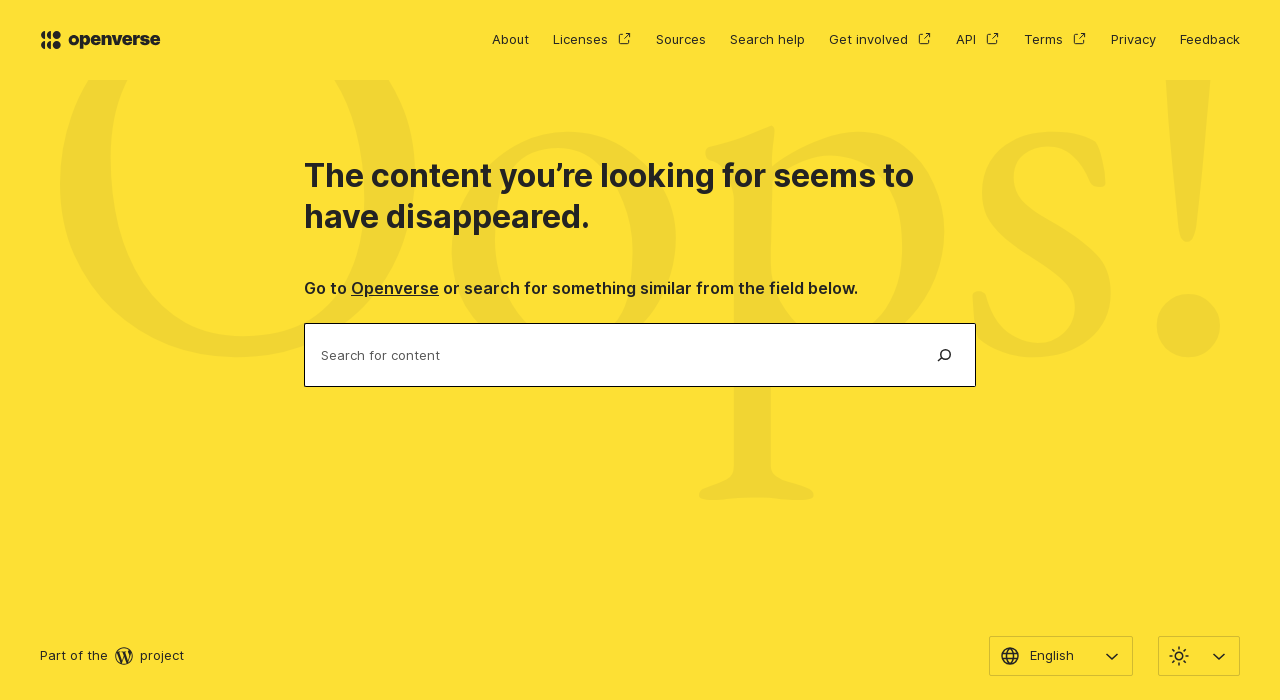 openverse
About Licenses Sources Search help Get involved API Terms Privacy Feedback
Oops!
The content you’re looking for seems to
have disappeared.
Go to Openverse or search for something similar from the field below.
Search for content
Part of the project
English